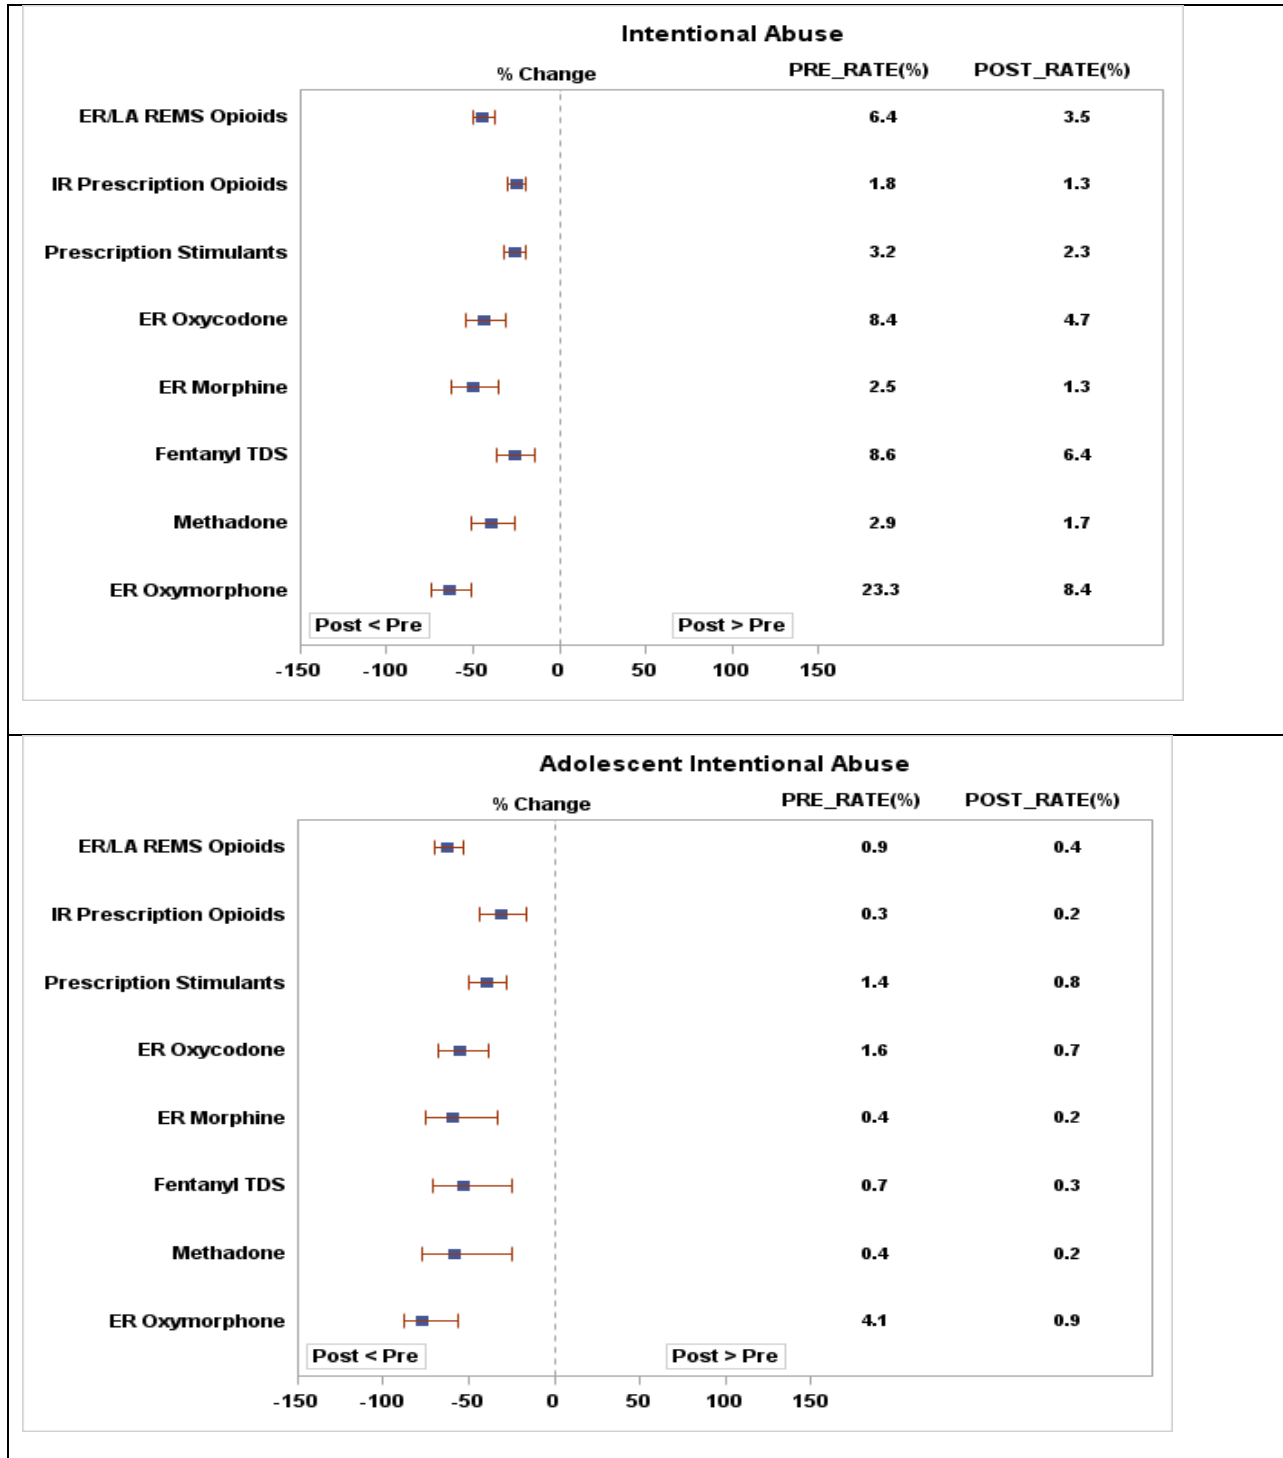 Intentional Abuse
% Change PRE_RATE(%) POST_RATE(%)
ER/LA REMS Opioids 6.4 3.5
IR Prescription Opioids 1.8 1.3
Prescription Stimulants 3.2 2.3
ER Oxycodone 8.4 4.7
ER Morphine 2.5 1.3
Fentanyl TDS 8.6 6.4
Methadone 2.9 1.7
ER Oxymorphone 23.3 8.4
Post < Pre Post > Pre
-150 -100 -50 0 50 100 150
Adolescent Intentional Abuse
% Change PRE_RATE(%) POST_RATE(%)
ER/LA REMS Opioids 0.9 0.4
IR Prescription Opioids 0.3 0.2
Prescription Stimulants 1.4 0.8
ER Oxycodone 1.6 0.7
ER Morphine 0.4 0.2
Fentanyl TDS 0.7 0.3
Methadone 0.4 0.2
ER Oxymorphone 4.1 0.9
Post < Pre Post > Pre
-150 -100 -50 0 50 100 150